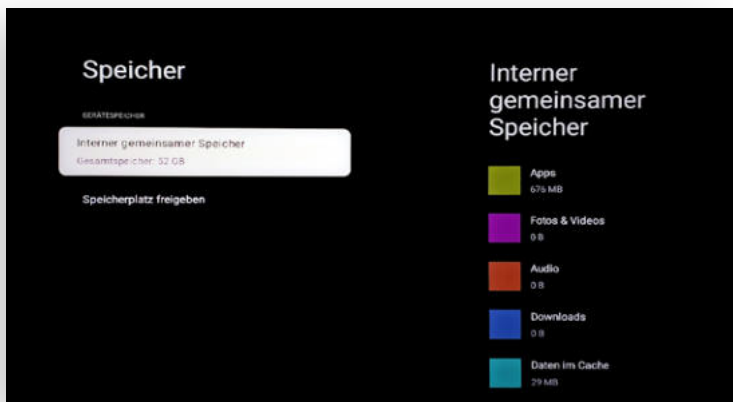 Speicher
GERÄTESPEICHER
Interner gemeinsamer Speicher
Gesamtspeicher: 52 GB
Speicherplatz freigeben
Interner
gemeinsamer
Speicher
Apps
676 MB
Fotos & Videos
0 B
Audio
0 B
Downloads
0 B
Daten im Cache
29 MB